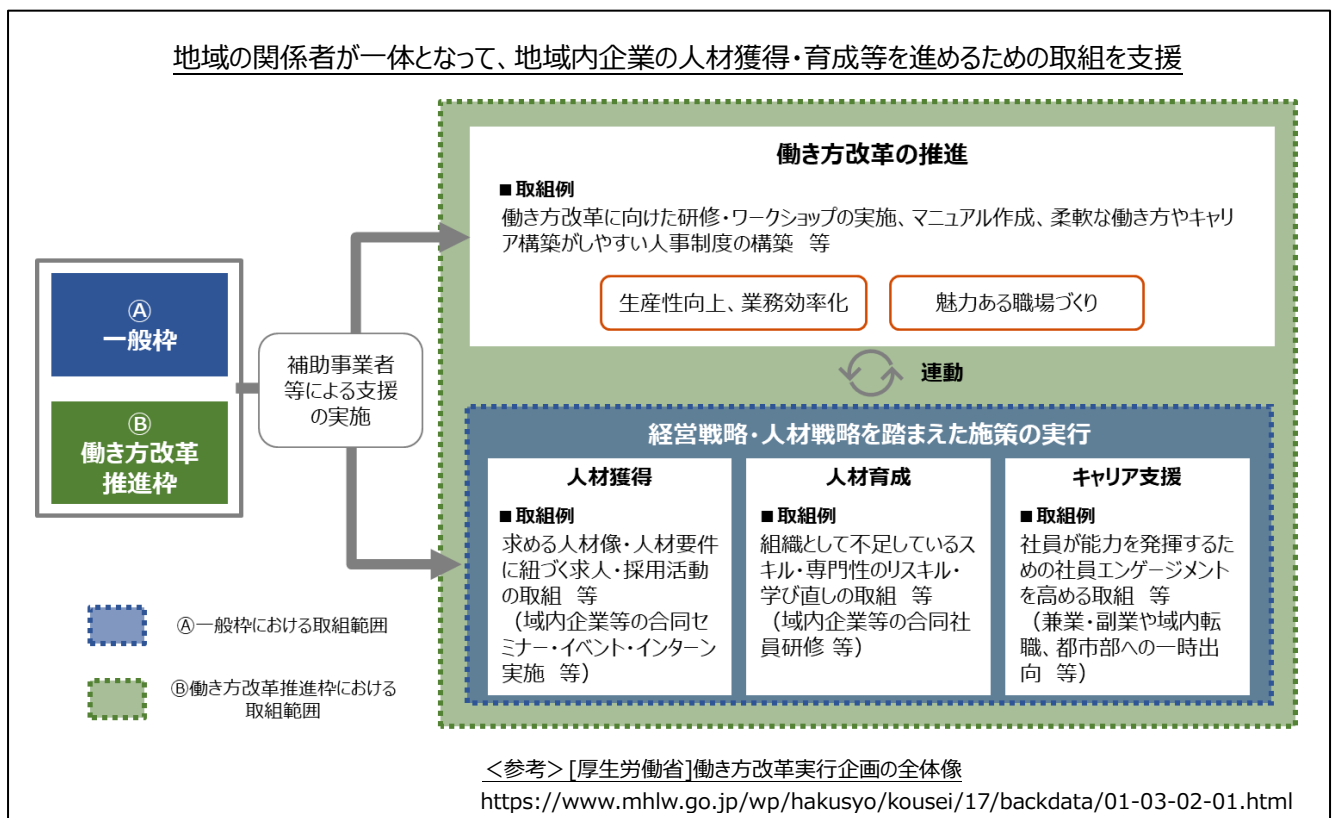 地域の関係者が一体となって、地域内企業の人材獲得・育成等を進めるための取組を支援
Ⓐ
一般枠
Ⓑ
働き方改革
推進枠
補助事業者
等による支援
の実施
働き方改革の推進
■取組例
働き方改革に向けた研修・ワークショップの実施、マニュアル作成、柔軟な働き方やキャリ
ア構築がしやすい人事制度の構築 等
生産性向上、業務効率化
魅力ある職場づくり
連動
経営戦略・人材戦略を踏まえた施策の実行
人材獲得
■取組例
求める人材像・人材要件
に紐づく求人・採用活動
の取組 等
（域内企業等の合同セ
ミナー・イベント・インターン
実施 等）
人材育成
■取組例
組織として不足しているス
キル・専門性のリスキル・
学び直しの取組 等
（域内企業等の合同社
員研修 等）
キャリア支援
■取組例
社員が能力を発揮するた
めの社員エンゲージメント
を高める取組 等
（兼業・副業や域内転
職、都市部への一時出
向 等）
Ⓐ一般枠における取組範囲
Ⓑ働き方改革推進枠における
取組範囲
＜参考＞[厚生労働省]働き方改革実行企画の全体像
https://www.mhlw.go.jp/wp/hakusyo/kousei/17/backdata/01-03-02-01.html